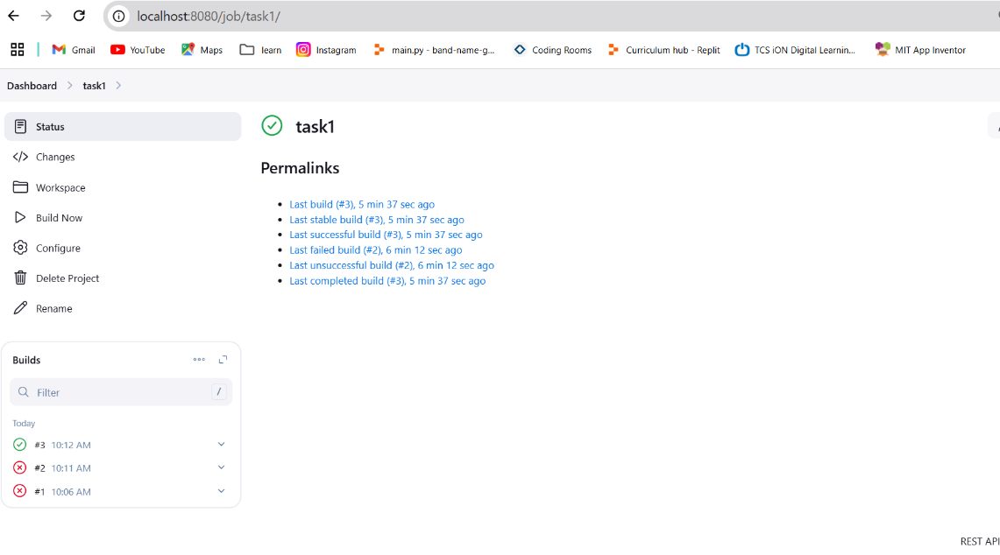 localhost:8080/job/task1/
Gmail YouTube Maps learn Instagram main.py - band-name-g... Coding Rooms Curriculum hub - Replit TCS iON Digital Learnin... MIT App Inventor
Dashboard > task1 >
Status
Changes
Workspace
Build Now
Configure
Delete Project
Rename
task1
Permalinks
• Last build (#3), 5 min 37 sec ago
• Last stable build (#3), 5 min 37 sec ago
• Last successful build (#3), 5 min 37 sec ago
• Last failed build (#2), 6 min 12 sec ago
• Last unsuccessful build (#2), 6 min 12 sec ago
• Last completed build (#3), 5 min 37 sec ago
Builds
Filter /
Today
#3 10:12 AM
#2 10:11 AM
#1 10:06 AM
REST API